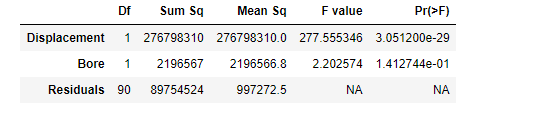 Df Sum Sq Mean Sq F value Pr(>F)
Displacement 1 276798310 276798310.0 277.555346 3.051200e-29
Bore 1 2196567 2196566.8 2.202574 1.412744e-01
Residuals 90 89754524 997272.5 NA NA